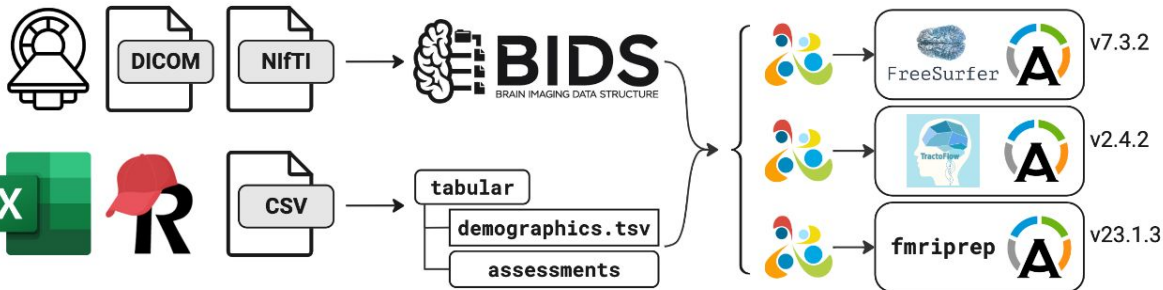 DICOM
NIfTI
BIDS
BRAIN IMAGING DATA STRUCTURE
FreeSurfer
A
v7.3.2
TractoFlow
A
v2.4.2
X
R
CSV
tabular
demographics.tsv
assessments
fmriprep
A
v23.1.3